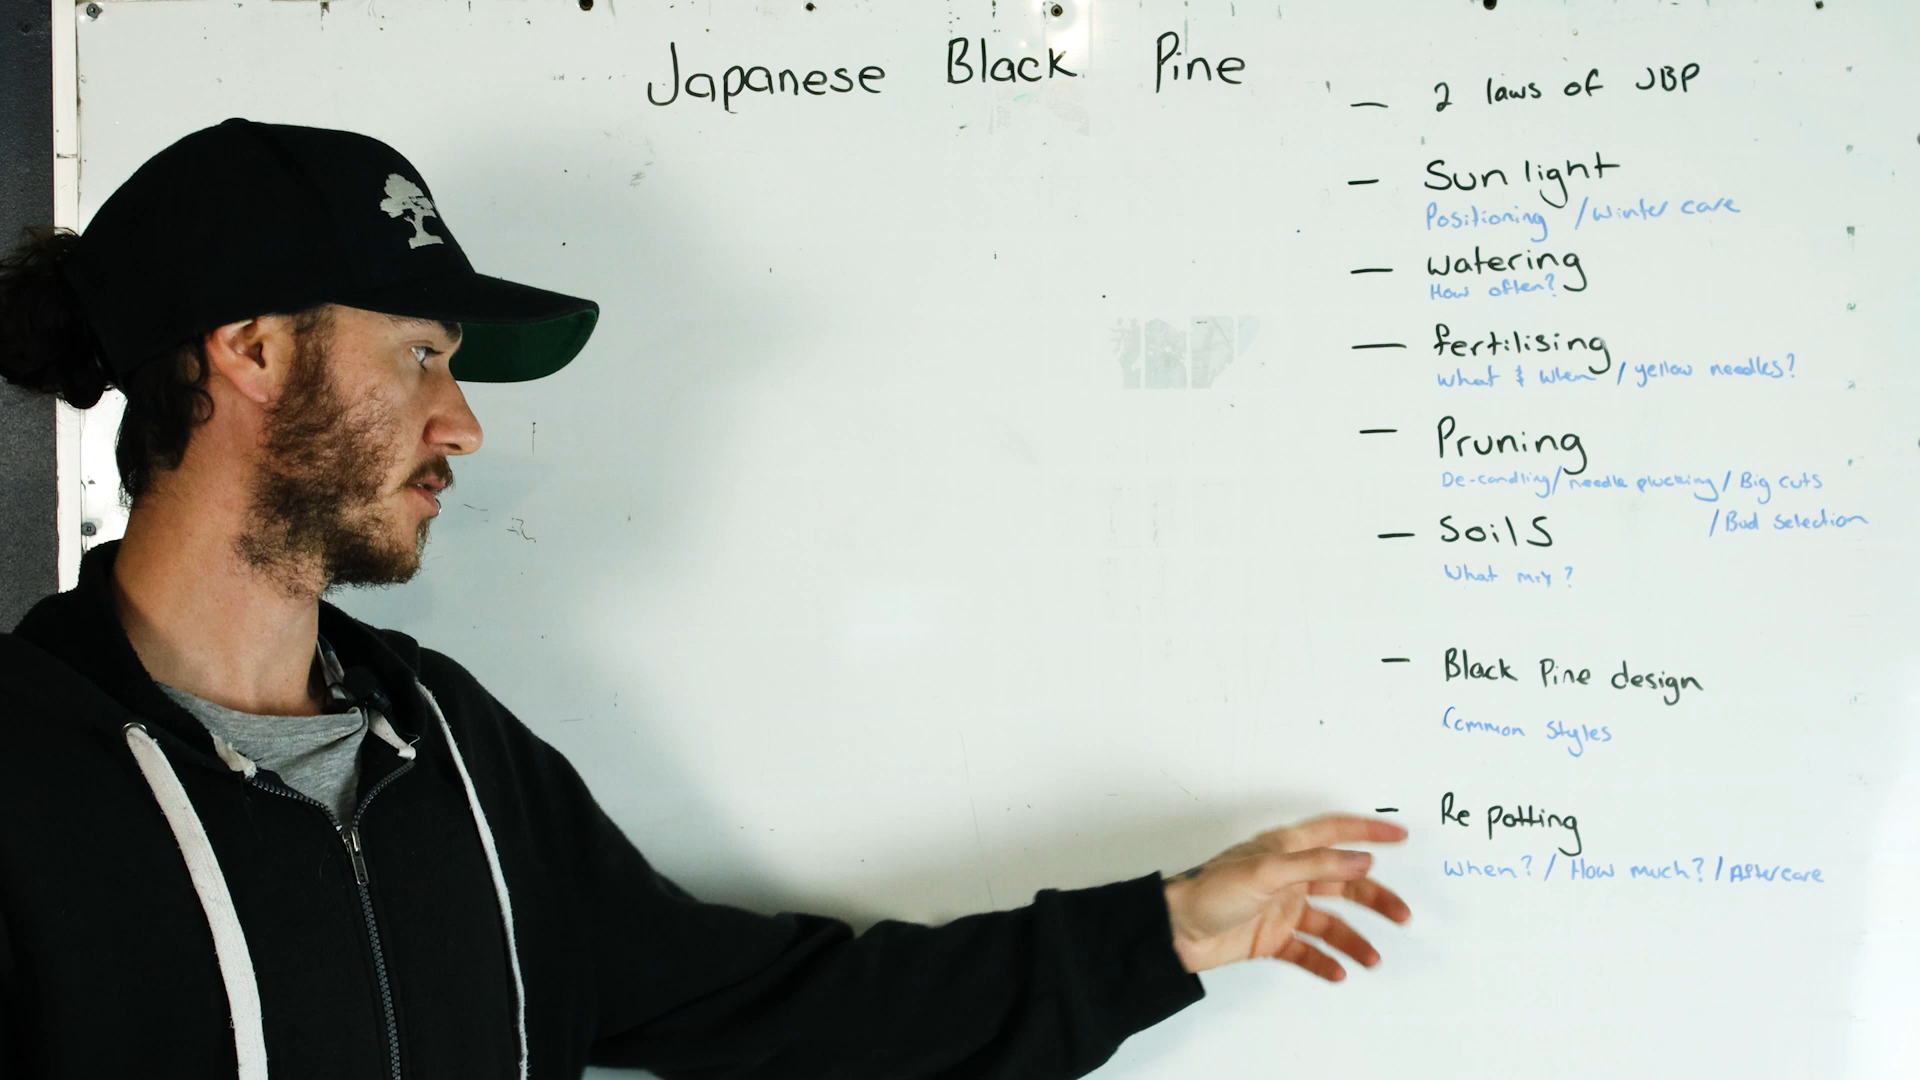 Japanese Black Pine
— 2 laws of JBP
— Sun light
Positioning / winter care
— watering
How often?
— fertilising
what & when / yellow needles?
— Pruning
De-candling / needle plucking / Big cuts
/ Bud selection
— Soils
What mix?
— Black Pine design
Common styles
— Re potting
when? / How much? / Aftercare